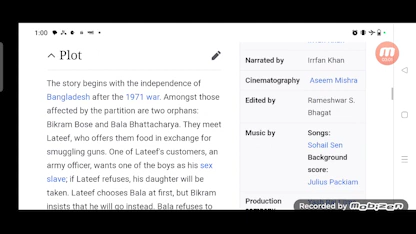 1:00
Plot
The story begins with the independence of
Bangladesh after the 1971 war. Amongst those
affected by the partition are two orphans:
Bikram Bose and Bala Bhattacharya. They meet
Lateef, who offers them food in exchange for
smuggling guns. One of Lateef's customers, an
army officer, wants one of the boys as his sex
slave; if Lateef refuses, his daughter will be
taken. Lateef chooses Bala at first, but Bikram
insists that he will go instead. Bala refuses to
Narrated by Irrfan Khan
Cinematography Aseem Mishra
Edited by Rameshwar S.
Bhagat
Music by Songs:
Sohail Sen
Background
score:
Julius Packiam
Production
Recorded by MOBIZEN